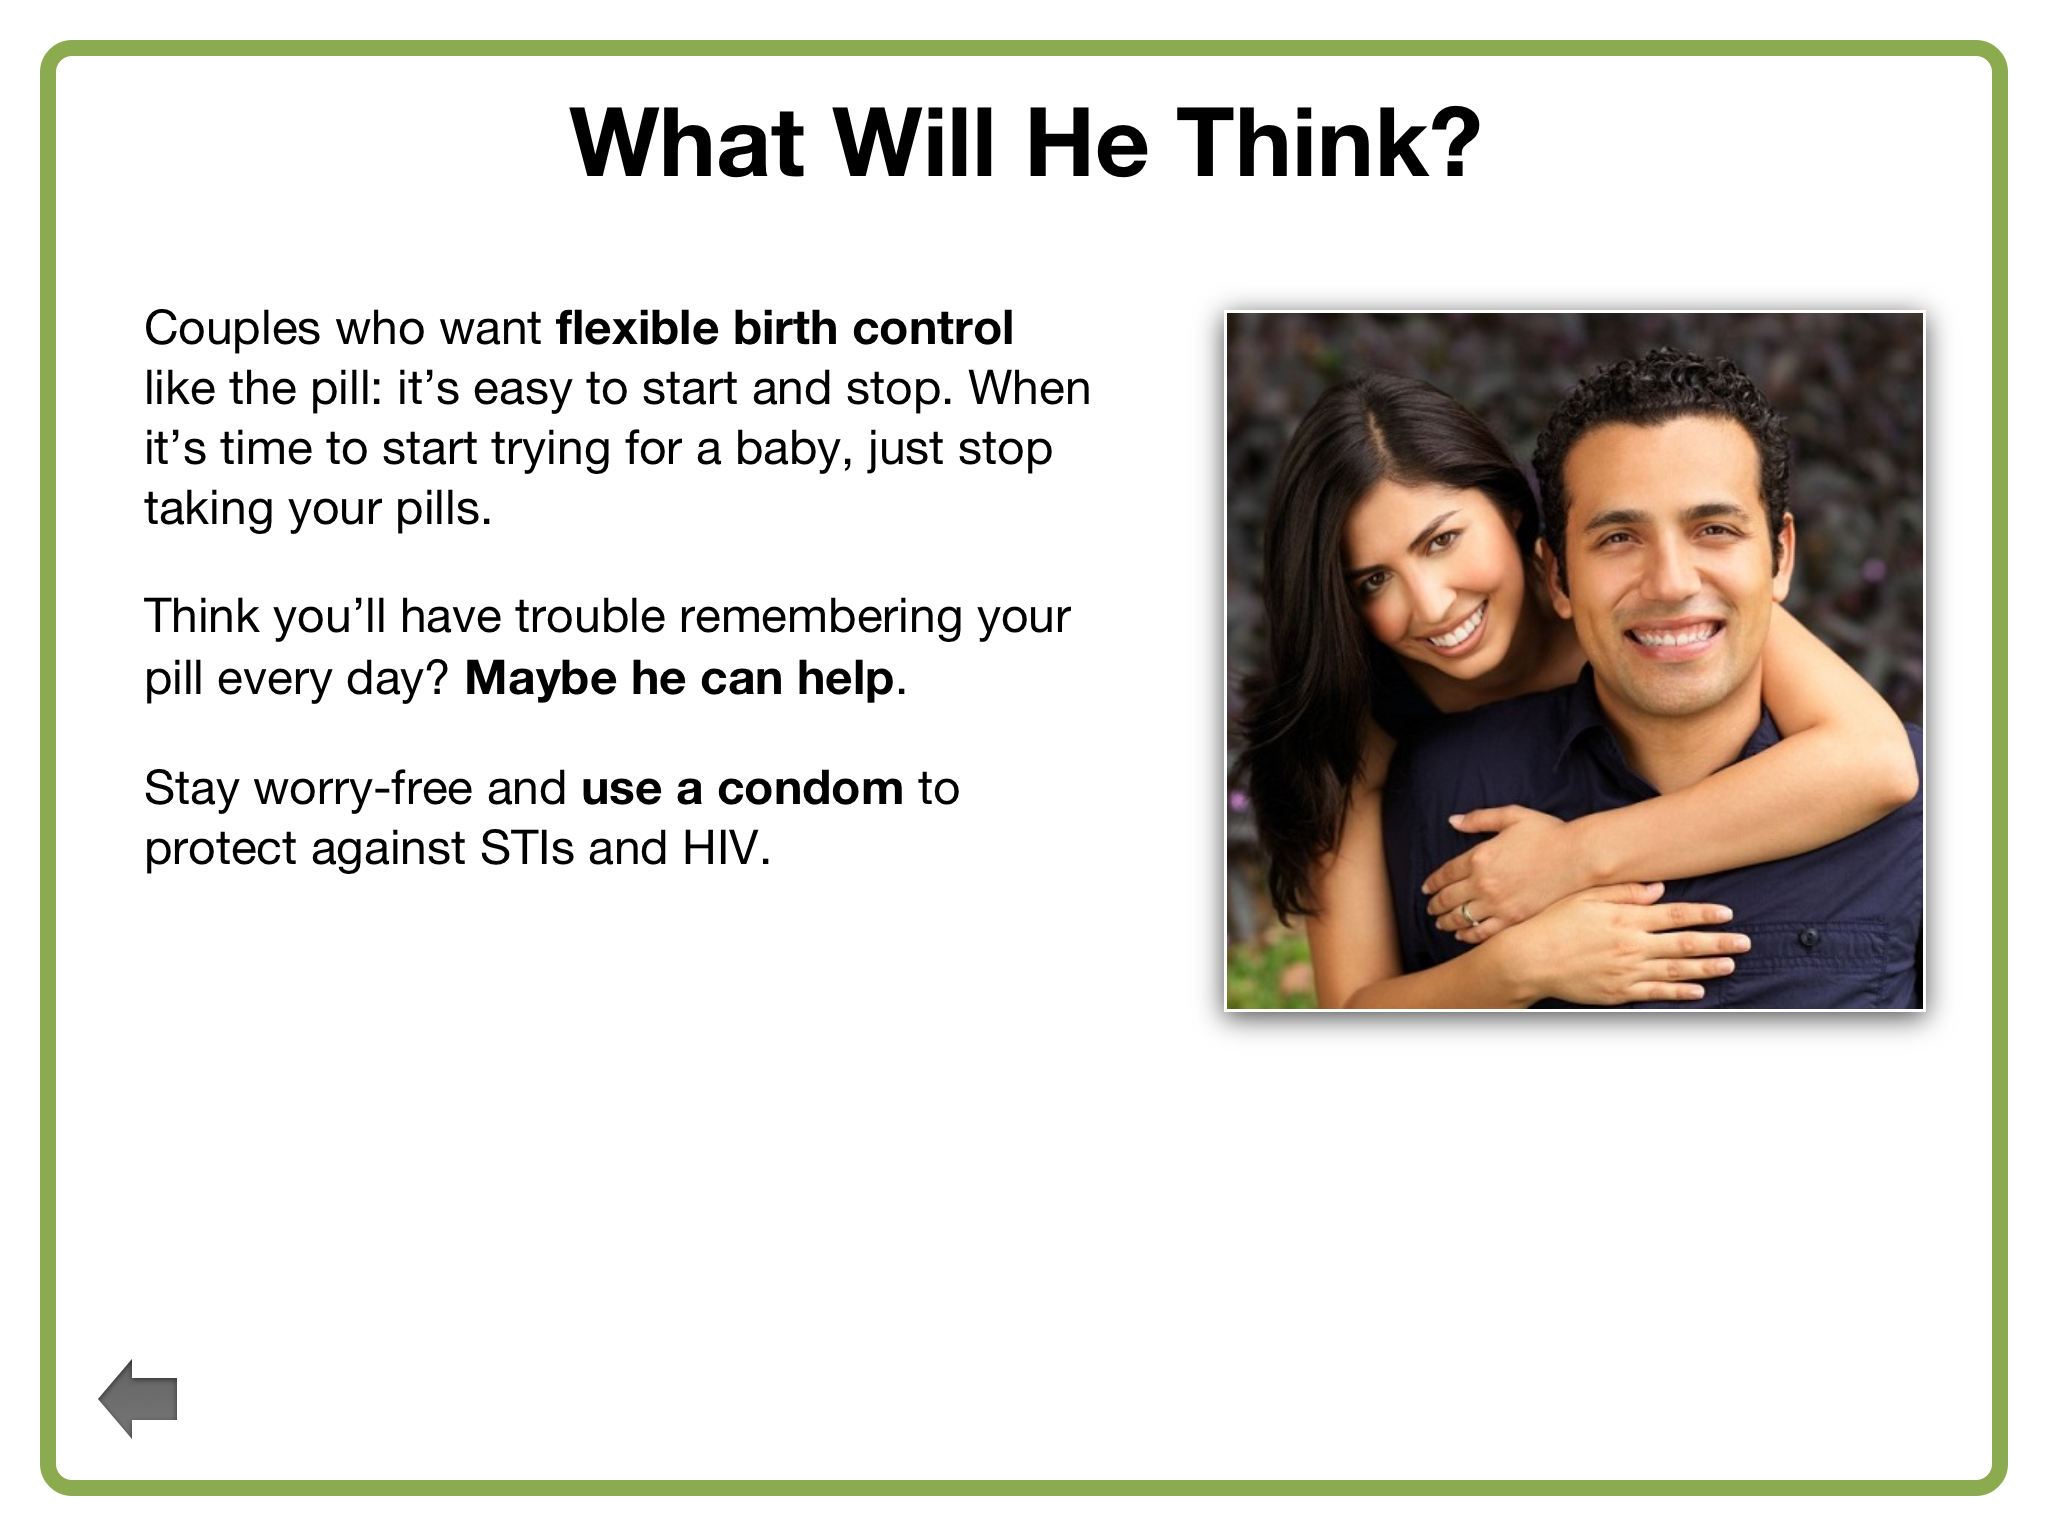 What Will He Think?
Couples who want flexible birth control
like the pill: it’s easy to start and stop. When
it’s time to start trying for a baby, just stop
taking your pills.
Think you’ll have trouble remembering your
pill every day? Maybe he can help.
Stay worry-free and use a condom to
protect against STIs and HIV.